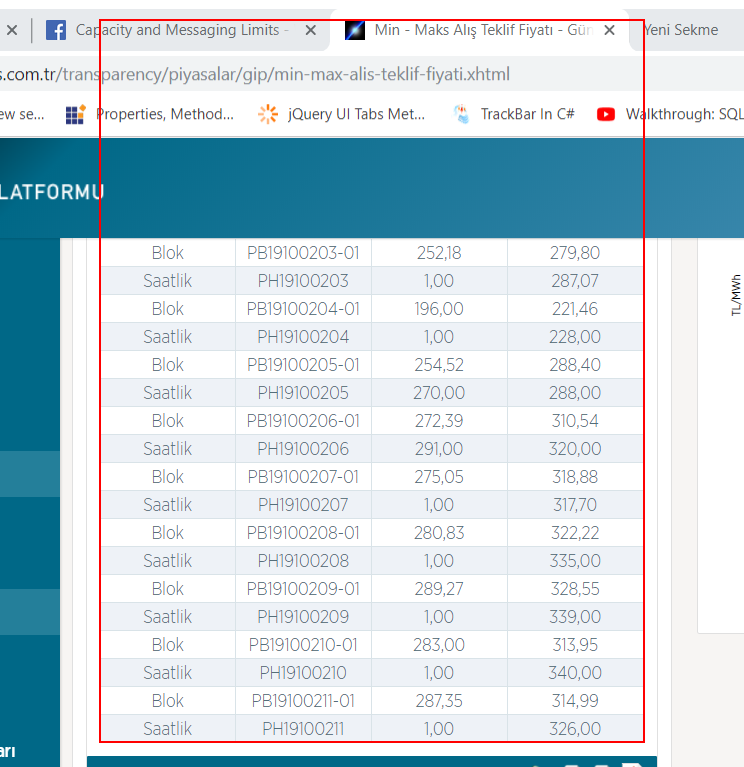 Capacity and Messaging Limits -
Min - Maks Alış Teklif Fiyatı - Gün
Yeni Sekme
s.com.tr/transparency/piyasalar/gip/min-max-alis-teklif-fiyati.xhtml
ew se...
Properties, Method...
jQuery UI Tabs Met...
TrackBar In C#
Walkthrough: SQL
LATFORMU
Blok PB19100203-01 252,18 279,80
Saatlik PH19100203 1,00 287,07
Blok PB19100204-01 196,00 221,46
Saatlik PH19100204 1,00 228,00
Blok PB19100205-01 254,52 288,40
Saatlik PH19100205 270,00 288,00
Blok PB19100206-01 272,39 310,54
Saatlik PH19100206 291,00 320,00
Blok PB19100207-01 275,05 318,88
Saatlik PH19100207 1,00 317,70
Blok PB19100208-01 280,83 322,22
Saatlik PH19100208 1,00 335,00
Blok PB19100209-01 289,27 328,55
Saatlik PH19100209 1,00 339,00
Blok PB19100210-01 283,00 313,95
Saatlik PH19100210 1,00 340,00
Blok PB19100211-01 287,35 314,99
Saatlik PH19100211 1,00 326,00
TL/MWh
arı